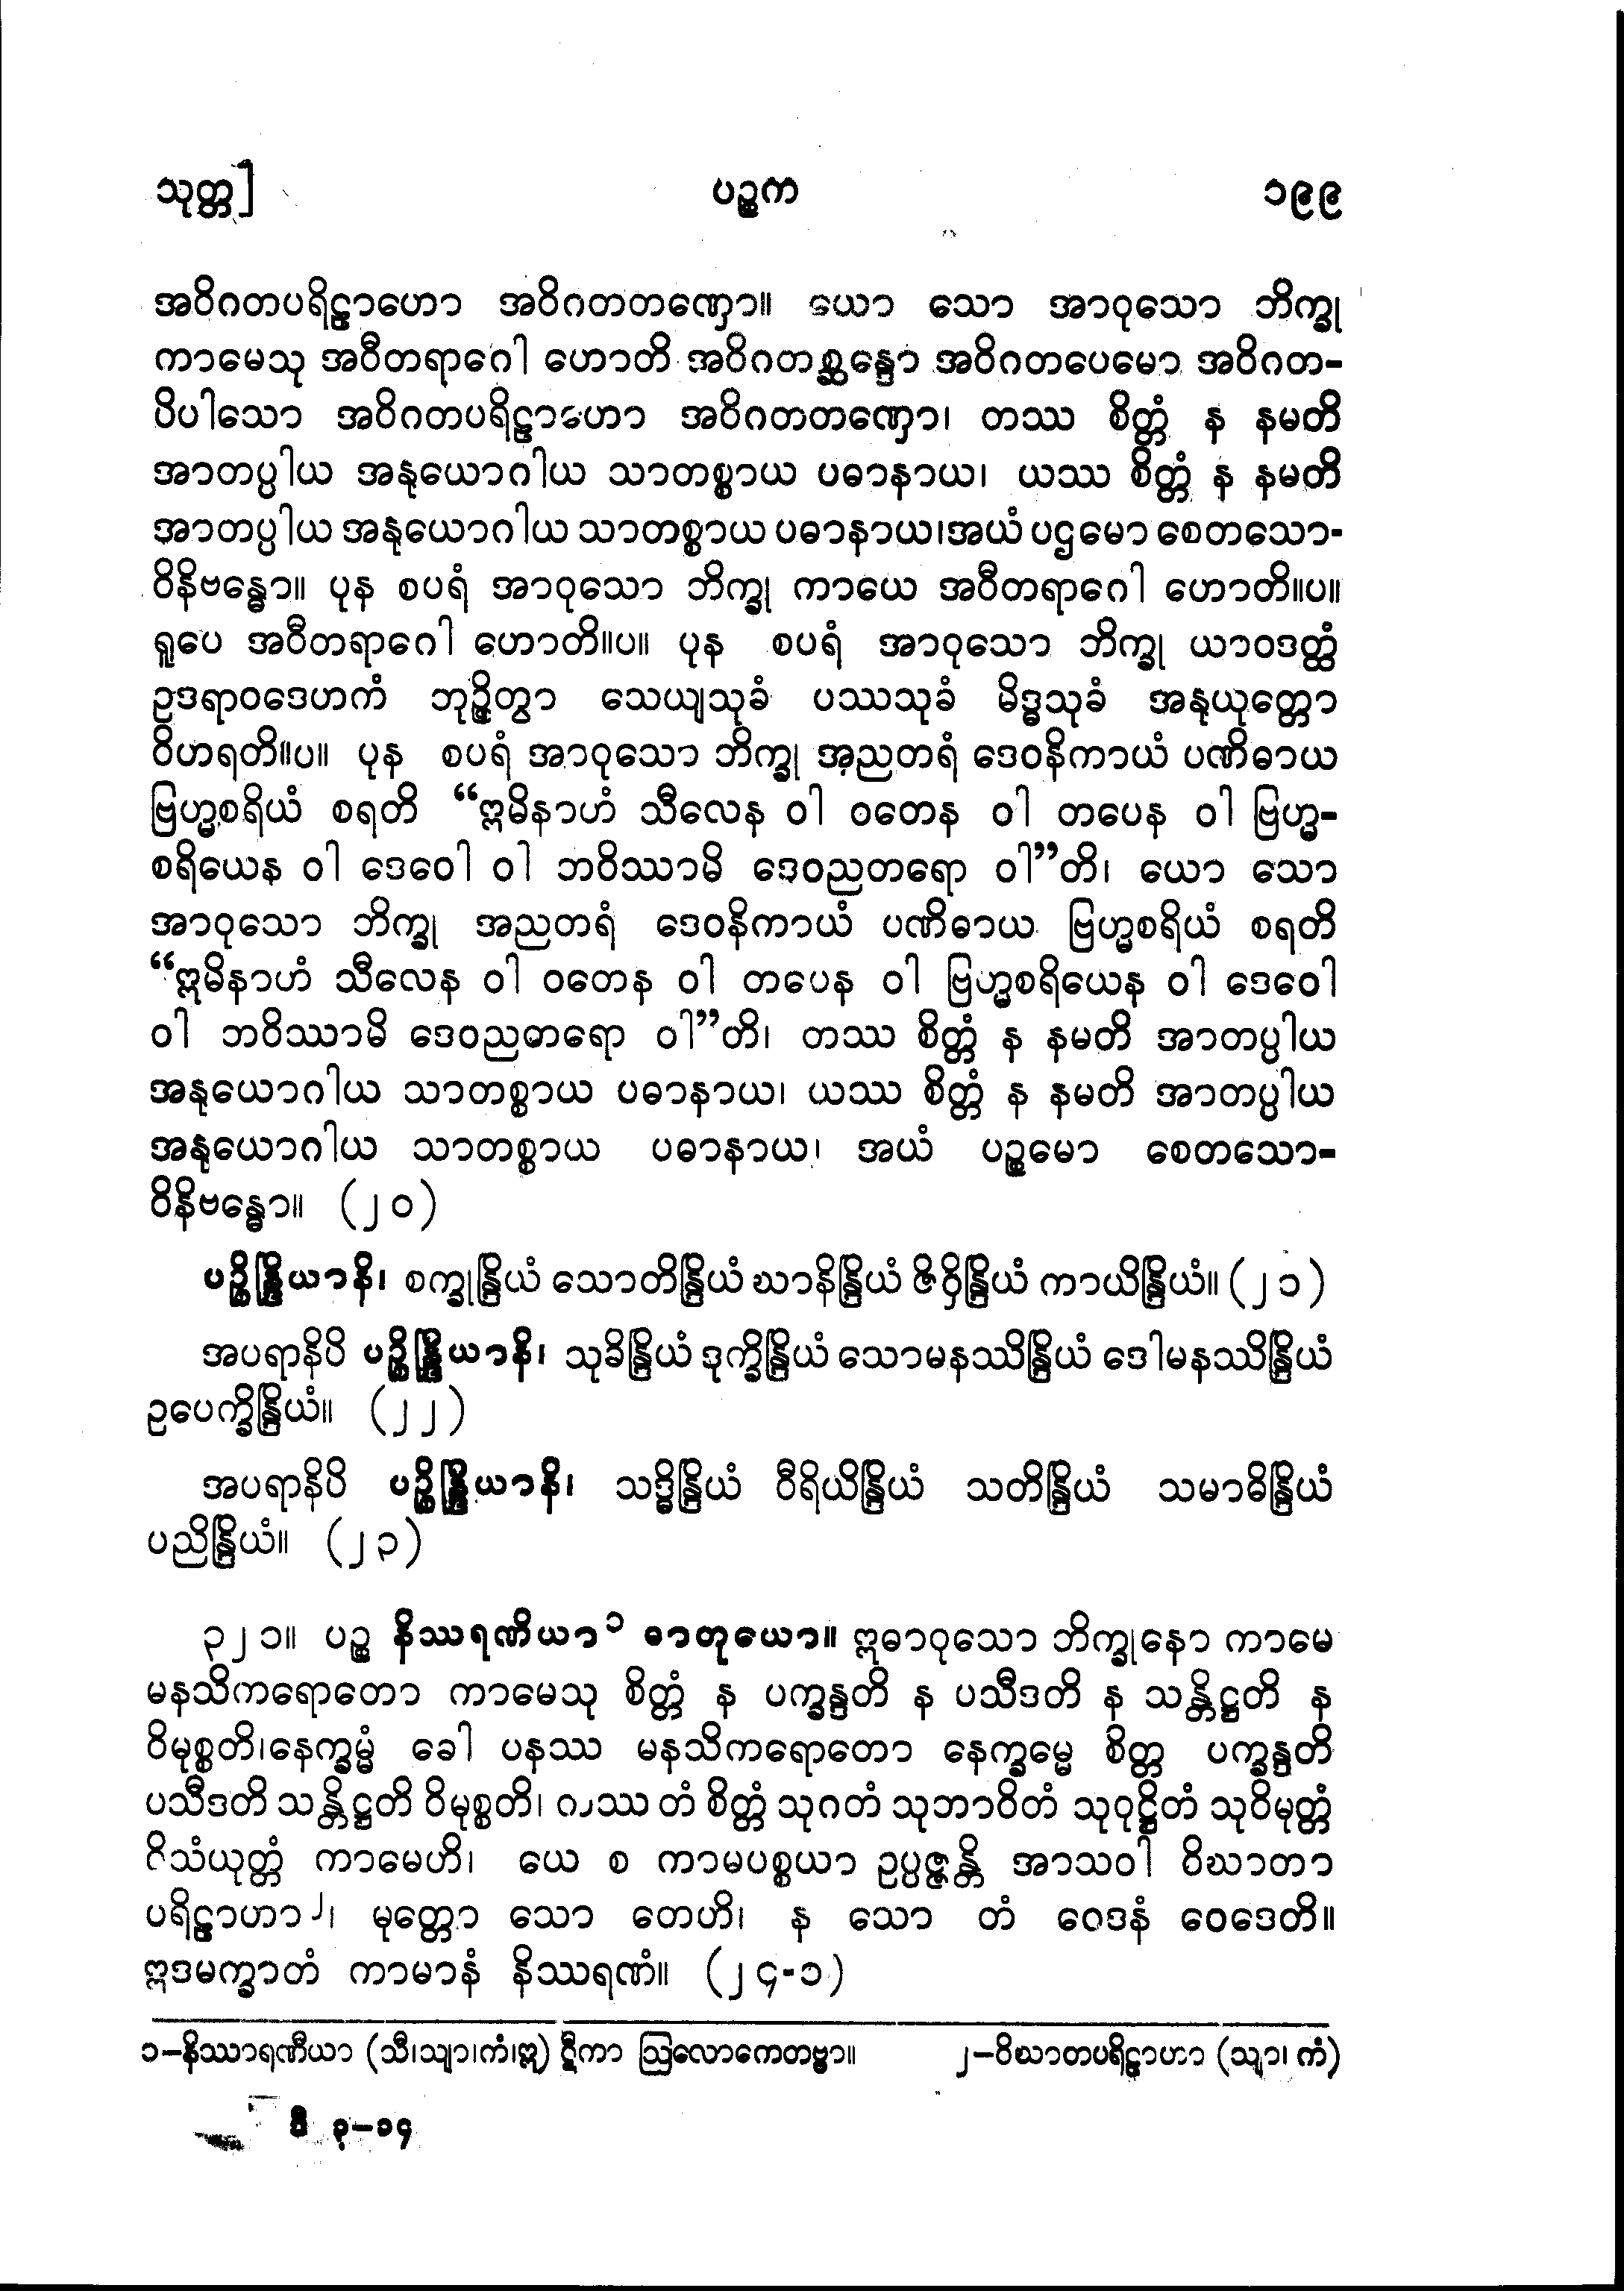 သုတ္တ] ပဉ္စက ၁၉၉
အဝိဂတပရိဠာဟော အဝိဂတတဏှော။ ယော သော အာဝုသော ဘိက္ခု
ကာမေသု အဝီတရာဂေါ ဟောတိ အဝိဂတစ္ဆန္ဒော အဝိဂတပေမော အဝိဂတ-
ပိပါသော အဝိဂတပရိဠာဟော အဝိဂတတဏှော၊ တဿ စိတ္တံ န နမတိ
အာတပ္ပါယ အနုယောဂါယ သာတစ္စာယ ပဓာနာယ၊ ယဿ စိတ္တံ န နမတိ
အာတပ္ပါယ အနုယောဂါယ သာတစ္စာယ ပဓာနာယ၊အယံ ပဌမော စေတသော-
ဝိနိဗန္ဓော။ ပုန စပရံ အာဝုသော ဘိက္ခု ကာယေ အဝီတရာဂေါ ဟောတိ။ပ။
ရူပေ အဝီတရာဂေါ ဟောတိ။ပ။ ပုန စပရံ အာဝုသော ဘိက္ခု ယာဝဒတ္ထံ
ဥဒရာဝဒေဟကံ ဘုဉ္ဇိတွာ သေယျသုခံ ပဿသုခံ မိဒ္ဓသုခံ အနုယုတ္တော
ဝိဟရတိ။ပ။ ပုန စပရံ အာဝုသော ဘိက္ခု အညတရံ ဒေဝနိကာယံ ပဏိဓာယ
ဗြဟ္မစရိယံ စရတိ “ဣမိနာဟံ သီလေန ဝါ ဝတေန ဝါ တပေန ဝါ ဗြဟ္မ-
စရိယေန ဝါ ဒေဝေါ ဝါ ဘဝိဿာမိ ဒေဝညတရော ဝါ”တိ၊ ယော သော
အာဝုသော ဘိက္ခု အညတရံ ဒေဝနိကာယံ ပဏိဓာယ ဗြဟ္မစရိယံ စရတိ
“ဣမိနာဟံ သီလေန ဝါ ဝတေန ဝါ တပေန ဝါ ဗြဟ္မစရိယေန ဝါ ဒေဝေါ
ဝါ ဘဝိဿာမိ ဒေဝညတရော ဝါ”တိ၊ တဿ စိတ္တံ န နမတိ အာတပ္ပါယ
အနုယောဂါယ သာတစ္စာယ ပဓာနာယ၊ ယဿ စိတ္တံ န နမတိ အာတပ္ပါယ
အနုယောဂါယ သာတစ္စာယ ပဓာနာယ၊ အယံ ပဉ္စမော စေတသော-
ဝိနိဗန္ဓော။ (၂၀)
ပဉ္စိန္ဒြိယာနိ၊ စက္ခုန္ဒြိယံ သောတိန္ဒြိယံ ဃာနိန္ဒြိယံ ဇိဝှိန္ဒြိယံ ကာယိန္ဒြိယံ။ (၂၁)
အပရာနိပိ ပဉ္စိန္ဒြိယာနိ၊ သုခိန္ဒြိယံ ဒုက္ခိန္ဒြိယံ သောမနဿိန္ဒြိယံ ဒေါမနဿိန္ဒြိယံ
ဥပေက္ခိန္ဒြိယံ။ (၂၂)
အပရာနိပိ ပဉ္စိန္ဒြိယာနိ၊ သဒ္ဓိန္ဒြိယံ ဝီရိယိန္ဒြိယံ သတိန္ဒြိယံ သမာဓိန္ဒြိယံ
ပညိန္ဒြိယံ။ (၂၃)
၃၂၁။ ပဉ္စ နိဿရဏိယာ၁ ဓာတုယော။ ဣဓာဝုသော ဘိက္ခုနော ကာမေ
မနသိကရောတော ကာမေသု စိတ္တံ န ပက္ခန္ဒတိ န ပသီဒတိ န သန္တိဋ္ဌတိ န
ဝိမုစ္စတိ၊နေက္ခမ္မံ ခေါ ပနဿ မနသိကရောတော နေက္ခမ္မေ စိတ္တ ပက္ခန္ဒတိ
ပသီဒတိ သန္တိဋ္ဌတိ ဝိမုစ္စတိ၊ တဿ တံ စိတ္တံ သုဂတံ သုဘာဝိတံ သုဝုဋ္ဌိတံ သုဝိမုတ္တံ
ဝိသံယုတ္တံ ကာမေဟိ၊ ယေ စ ကာမပစ္စယာ ဥပ္ပဇ္ဇန္တိ အာသဝါ ဝိဃာတာ
ပရိဠာဟာ၂၊ မုတ္တော သော တေဟိ၊ န သော တံ ဝေဒနံ ဝေဒေတိ။
ဣဒမက္ခာတံ ကာမာနံ နိဿရဏံ။ (၂၄-၁)
၁-နိဿာရဏီယာ (သီ၊သျာ၊ကံ၊ဣ) ဋီကာ ဩလောကေတဗ္ဗာ။ ၂-ဝိဃာတပရိဠာဟာ (သျာ၊ ကံ)
ဒီ ၃-၁၄